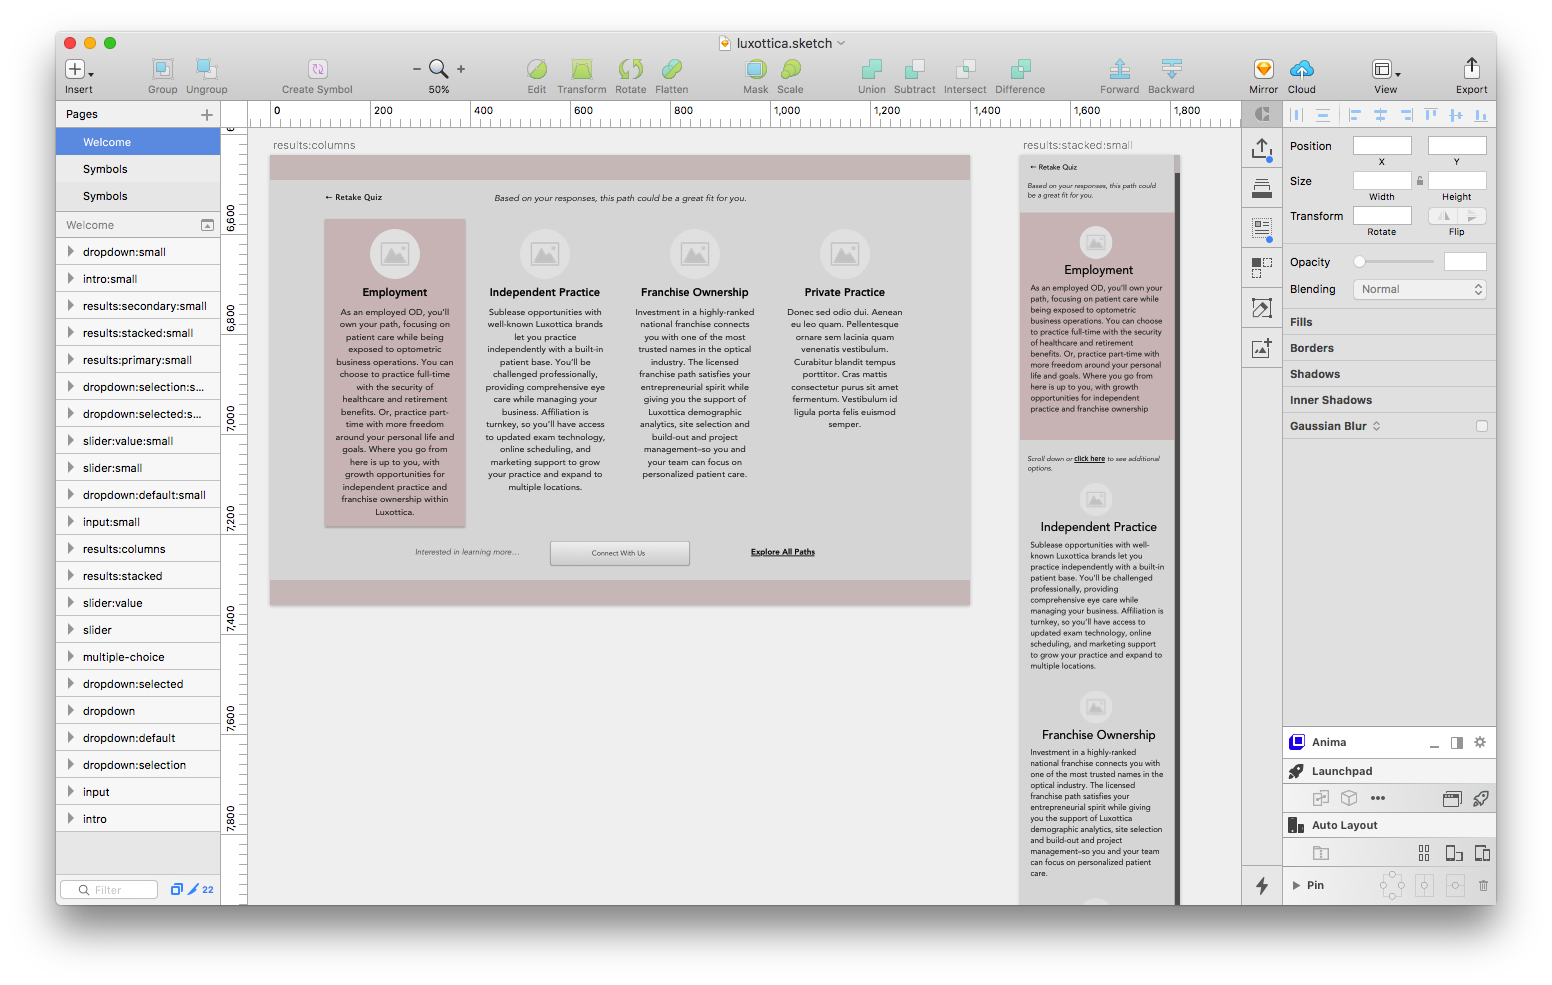 luxottica.sketch
Insert
Group
Ungroup
Create Symbol
50%
Edit
Transform
Rotate
Flatten
Mask
Scale
Union
Subtract
Intersect
Difference
Forward
Backward
Mirror
Cloud
View
Export
Pages
Welcome
Symbols
Symbols
Welcome
dropdown:small
intro:small
results:secondary:small
results:stacked:small
results:primary:small
dropdown:selection:s...
dropdown:selected:s...
slider:value:small
slider:small
dropdown:default:small
input:small
results:columns
results:stacked
slider:value
slider
multiple-choice
dropdown:selected
dropdown
dropdown:default
dropdown:selection
input
intro
Filter
22
0 200 400 600 800 1,000 1,200 1,400 1,600 1,800
6,600
6,800
7,000
7,200
7,400
7,600
7,800
results:columns
← Retake Quiz
Based on your responses, this path could be a great fit for you.
Employment
As an employed OD, you'll
own your path, focusing on
patient care while being
exposed to optometric
business operations. You can
choose to practice full-time
with the security of
healthcare and retirement
benefits. Or, practice part-
time with more freedom
around your personal life and
goals. Where you go from
here is up to you, with
growth opportunities for
independent practice and
franchise ownership within
Luxottica.
Independent Practice
Sublease opportunities with
well-known Luxottica brands
let you practice
independently with a built-in
patient base. You'll be
challenged professionally,
providing comprehensive eye
care while managing your
business. Affiliation is
turnkey, so you'll have access
to updated exam technology,
online scheduling, and
marketing support to grow
your practice and expand to
multiple locations.
Franchise Ownership
Investment in a highly-ranked
national franchise connects
you with one of the most
trusted names in the optical
industry. The licensed
franchise path satisfies your
entrepreneurial spirit while
giving you the support of
Luxottica demographic
analytics, site selection and
build-out and project
management–so you and
your team can focus on
personalized patient care.
Private Practice
Donec sed odio dui. Aenean
eu leo quam. Pellentesque
ornare sem lacinia quam
venenatis vestibulum.
Curabitur blandit tempus
porttitor. Cras mattis
consectetur purus sit amet
fermentum. Vestibulum id
ligula porta felis euismod
semper.
Interested in learning more...
Connect With Us
Explore All Paths
results:stacked:small
← Retake Quiz
Based on your responses, this path could
be a great fit for you.
Employment
As an employed OD, you'll own your
path, focusing on patient care while
being exposed to optometric
business operations. You can choose
to practice full-time with the security
of healthcare and retirement
benefits. Or, practice part-time with
more freedom around your personal
life and goals. Where you go from
here is up to you, with growth
opportunities for independent
practice and franchise ownership
Scroll down or click here to see additional
options.
Independent Practice
Sublease opportunities with well-
known Luxottica brands let you
practice independently with a built-in
patient base. You'll be challenged
professionally, providing
comprehensive eye care while
managing your business. Affiliation is
turnkey, so you'll have access to
updated exam technology, online
scheduling, and marketing support
to grow your practice and expand to
multiple locations.
Franchise Ownership
Investment in a highly-ranked
national franchise connects you with
one of the most trusted names in the
optical industry. The licensed
franchise path satisfies your
entrepreneurial spirit while giving
you the support of Luxottica
demographic analytics, site selection
and build-out and project
management–so you and your team
can focus on personalized patient
care.
Position
X
Y
Size
Width
Height
Transform
Rotate
Flip
Opacity
Blending
Normal
Fills
Borders
Shadows
Inner Shadows
Gaussian Blur
Anima
Launchpad
Auto Layout
Pin